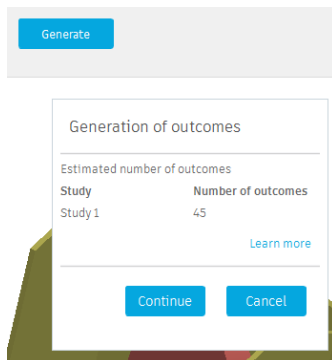 Generate
Generation of outcomes
Estimated number of outcomes
Study Number of outcomes
Study 1 45
Learn more
Continue Cancel